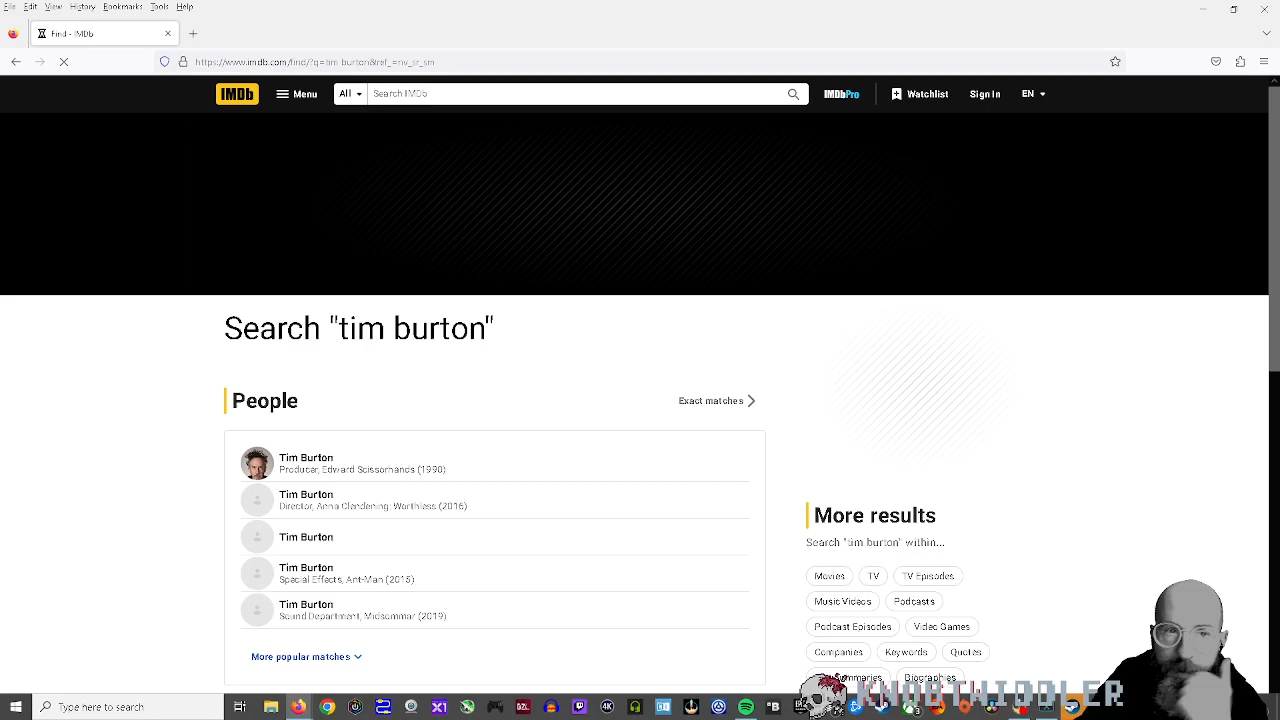 File Edit View History Bookmarks Tools Help
Find - IMDb
https://www.imdb.com/find/?q=tim burton&ref_=nv_sr_sm
IMDb Menu All Search IMDb IMDbPro Watchlist Sign In EN
Search "tim burton"
People
Exact matches
Tim Burton
Producer, Edward Scissorhands (1990)
Tim Burton
Director, Anna Clendening: Worthless (2016)
Tim Burton
Tim Burton
Special Effects, Ant-Man (2015)
Tim Burton
Sound Department, Midsommar (2019)
More popular matches
More results
Search "tim burton" within...
Movies TV TV Episodes
Music Videos Podcasts
Podcast Episodes Video Games
Companies Keywords Quotes
Biographies
KNOBTWIDDLER
Type here to search